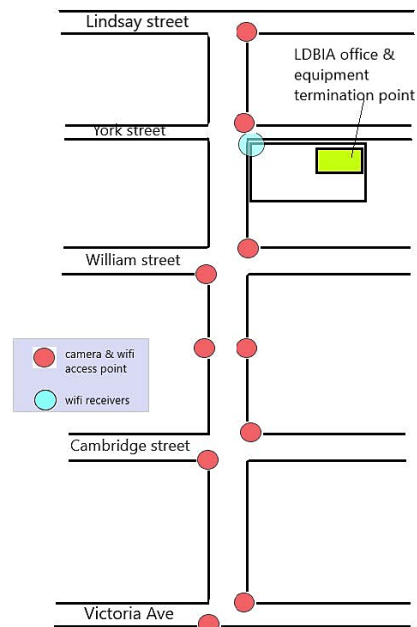 Lindsay street
LDBIA office &
equipment
termination point
York street
William street
camera & wifi
access point
wifi receivers
Cambridge street
Victoria Ave